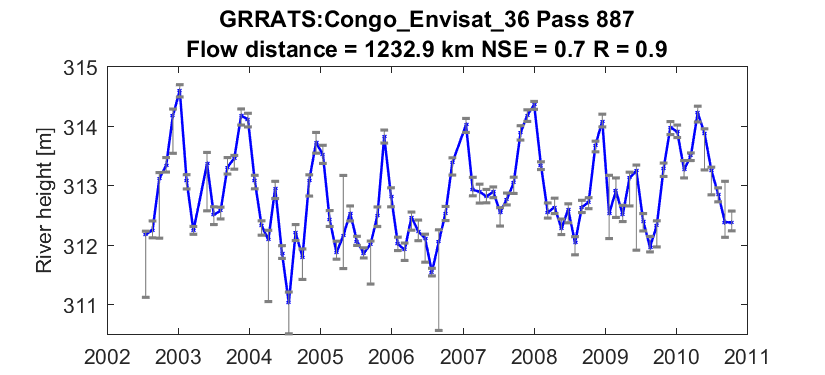 GRRATS:Congo_Envisat_36 Pass 887
Flow distance = 1232.9 km NSE = 0.7 R = 0.9
315
314
313
312
311
River height [m]
2002 2003 2004 2005 2006 2007 2008 2009 2010 2011